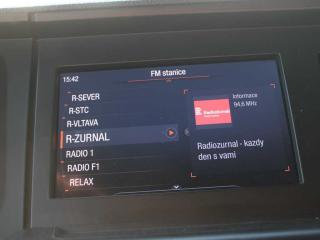 15:42
FM stanice
R-SEVER
R-STC
R-VLTAVA
R-ZURNAL
RADIO 1
RADIO F1
RELAX
Informace
94,6 MHz
Radiozurnal
Radiozurnal - kazdy
den s vami